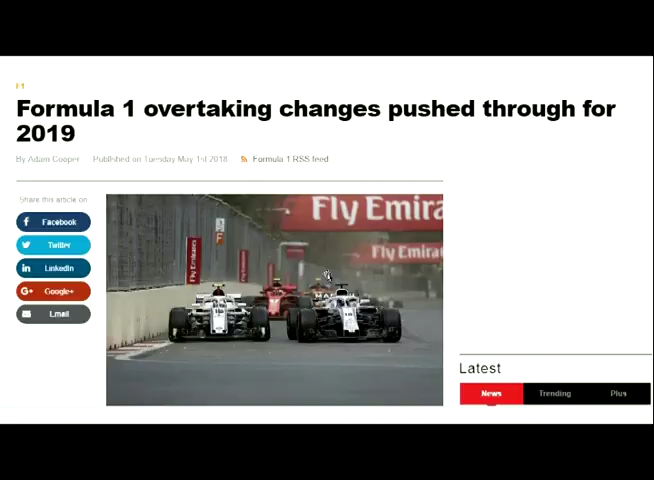 F1
Formula 1 overtaking changes pushed through for
2019
By Adam Cooper Published on Tuesday May 1st 2018 Formula 1 RSS feed
Share this article on
Facebook
Twitter
LinkedIn
Google+
Email
Fly Emira
Fly Emirates
Latest
News Trending Plus